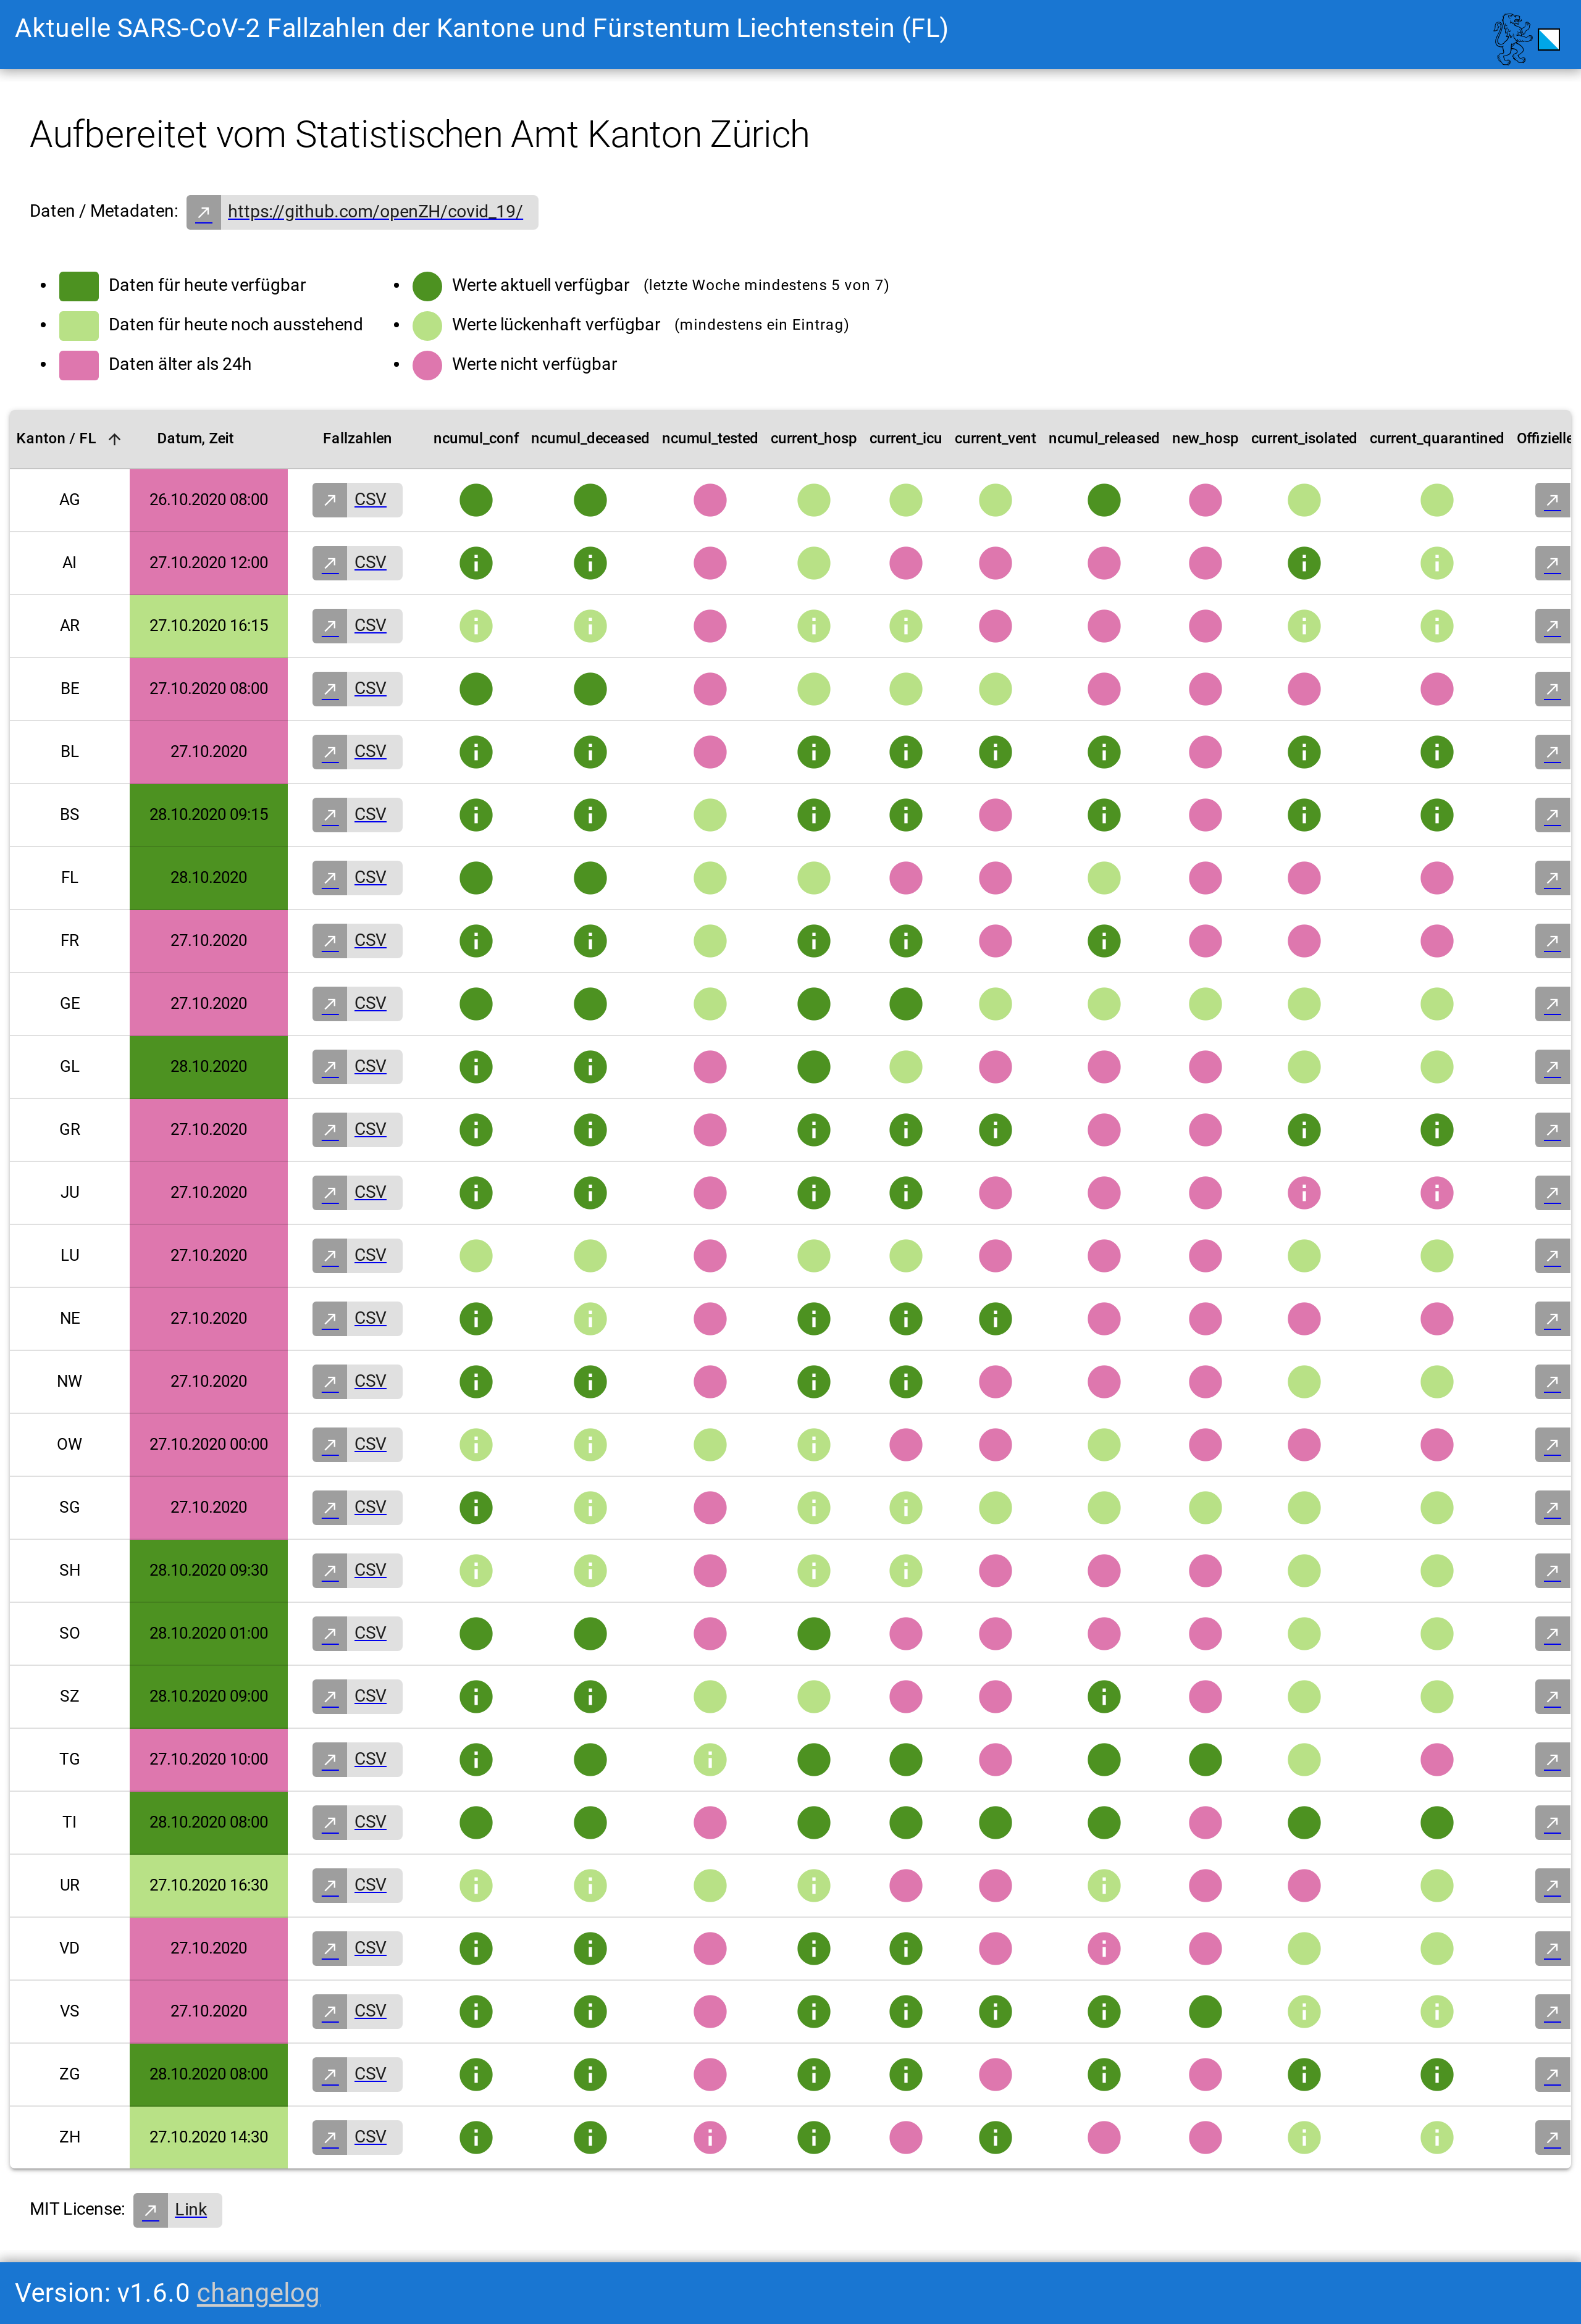 Aktuelle SARS-CoV-2 Fallzahlen der Kantone und Fürstentum Liechtenstein (FL)
Aufbereitet vom Statistischen Amt Kanton Zürich
Daten / Metadaten: https://github.com/openZH/covid_19/
Daten für heute verfügbar
Daten für heute noch ausstehend
Daten älter als 24h
Werte aktuell verfügbar (letzte Woche mindestens 5 von 7)
Werte lückenhaft verfügbar (mindestens ein Eintrag)
Werte nicht verfügbar
Kanton / FL Datum, Zeit Fallzahlen ncumul_conf ncumul_deceased ncumul_tested current_hosp current_icu current_vent ncumul_released new_hosp current_isolated current_quarantined Offizielle
AG 26.10.2020 08:00 CSV
AI 27.10.2020 12:00 CSV
AR 27.10.2020 16:15 CSV
BE 27.10.2020 08:00 CSV
BL 27.10.2020 CSV
BS 28.10.2020 09:15 CSV
FL 28.10.2020 CSV
FR 27.10.2020 CSV
GE 27.10.2020 CSV
GL 28.10.2020 CSV
GR 27.10.2020 CSV
JU 27.10.2020 CSV
LU 27.10.2020 CSV
NE 27.10.2020 CSV
NW 27.10.2020 CSV
OW 27.10.2020 00:00 CSV
SG 27.10.2020 CSV
SH 28.10.2020 09:30 CSV
SO 28.10.2020 01:00 CSV
SZ 28.10.2020 09:00 CSV
TG 27.10.2020 10:00 CSV
TI 28.10.2020 08:00 CSV
UR 27.10.2020 16:30 CSV
VD 27.10.2020 CSV
VS 27.10.2020 CSV
ZG 28.10.2020 08:00 CSV
ZH 27.10.2020 14:30 CSV
MIT License: Link
Version: v1.6.0 changelog